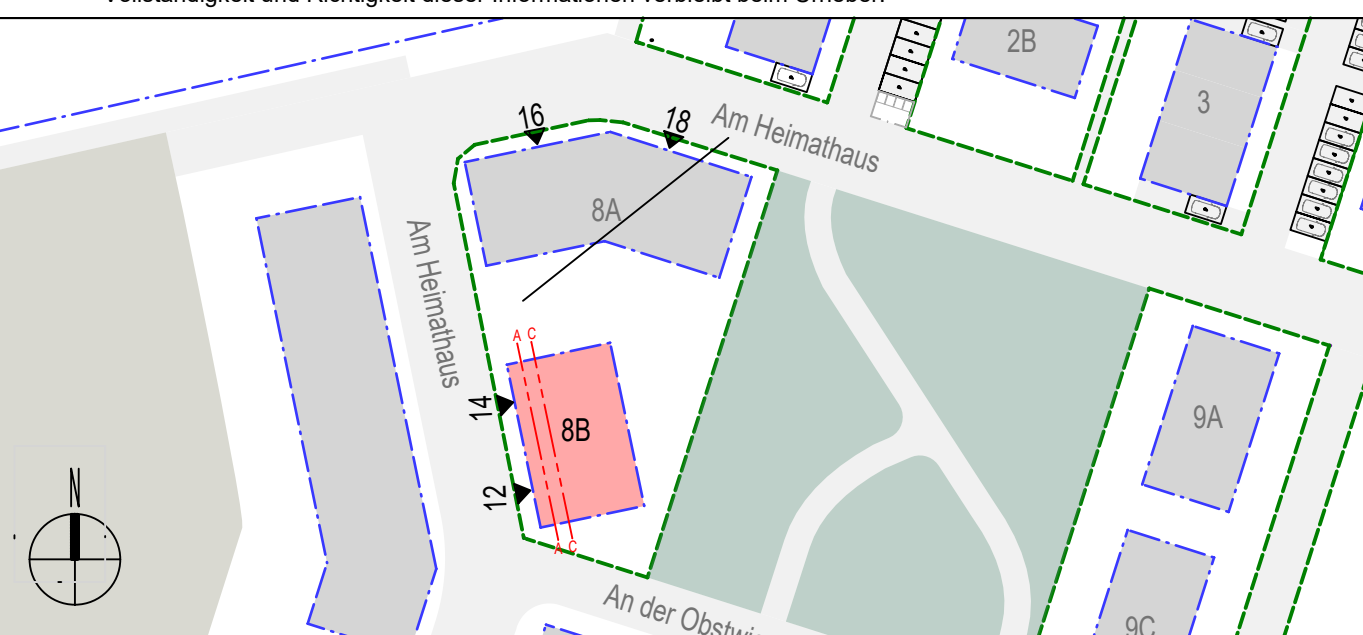 2B
3
16
18
Am Heimathaus
8A
Am Heimathaus
A C
14
8B
9A
12
N
A C
An der Obstwi
9C